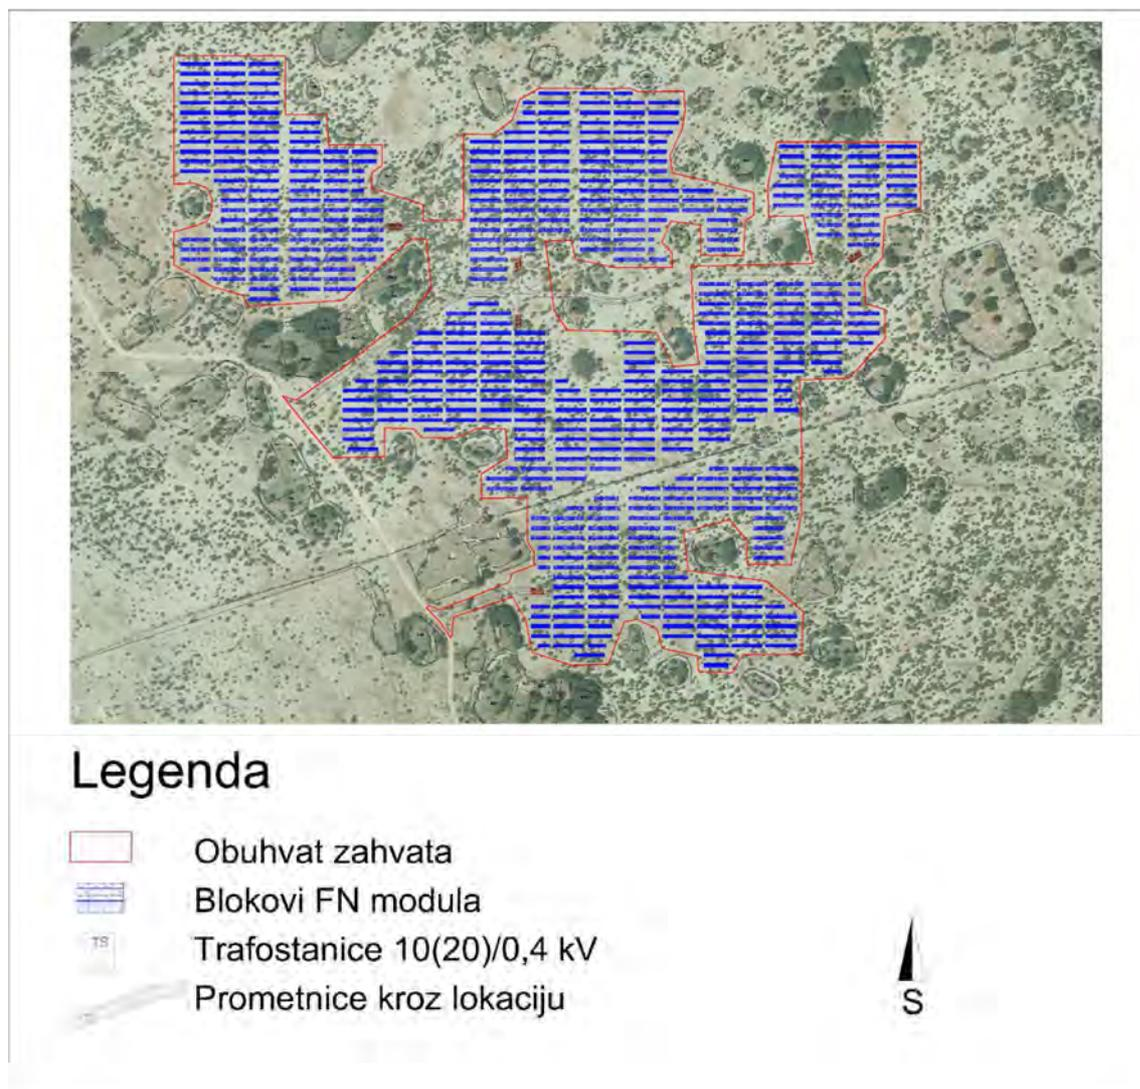 Legenda
Obuhvat zahvata
Blokovi FN modula
TS
Trafostanice 10(20)/0,4 kV
Prometnice kroz lokaciju
S